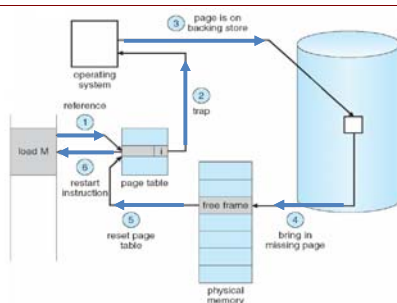 3
page is on
backing store
operating
system
2
trap
reference
1
load M
i
6
restart
instruction
page table
free frame
5
reset page
table
4
bring in
missing page
physical
memory